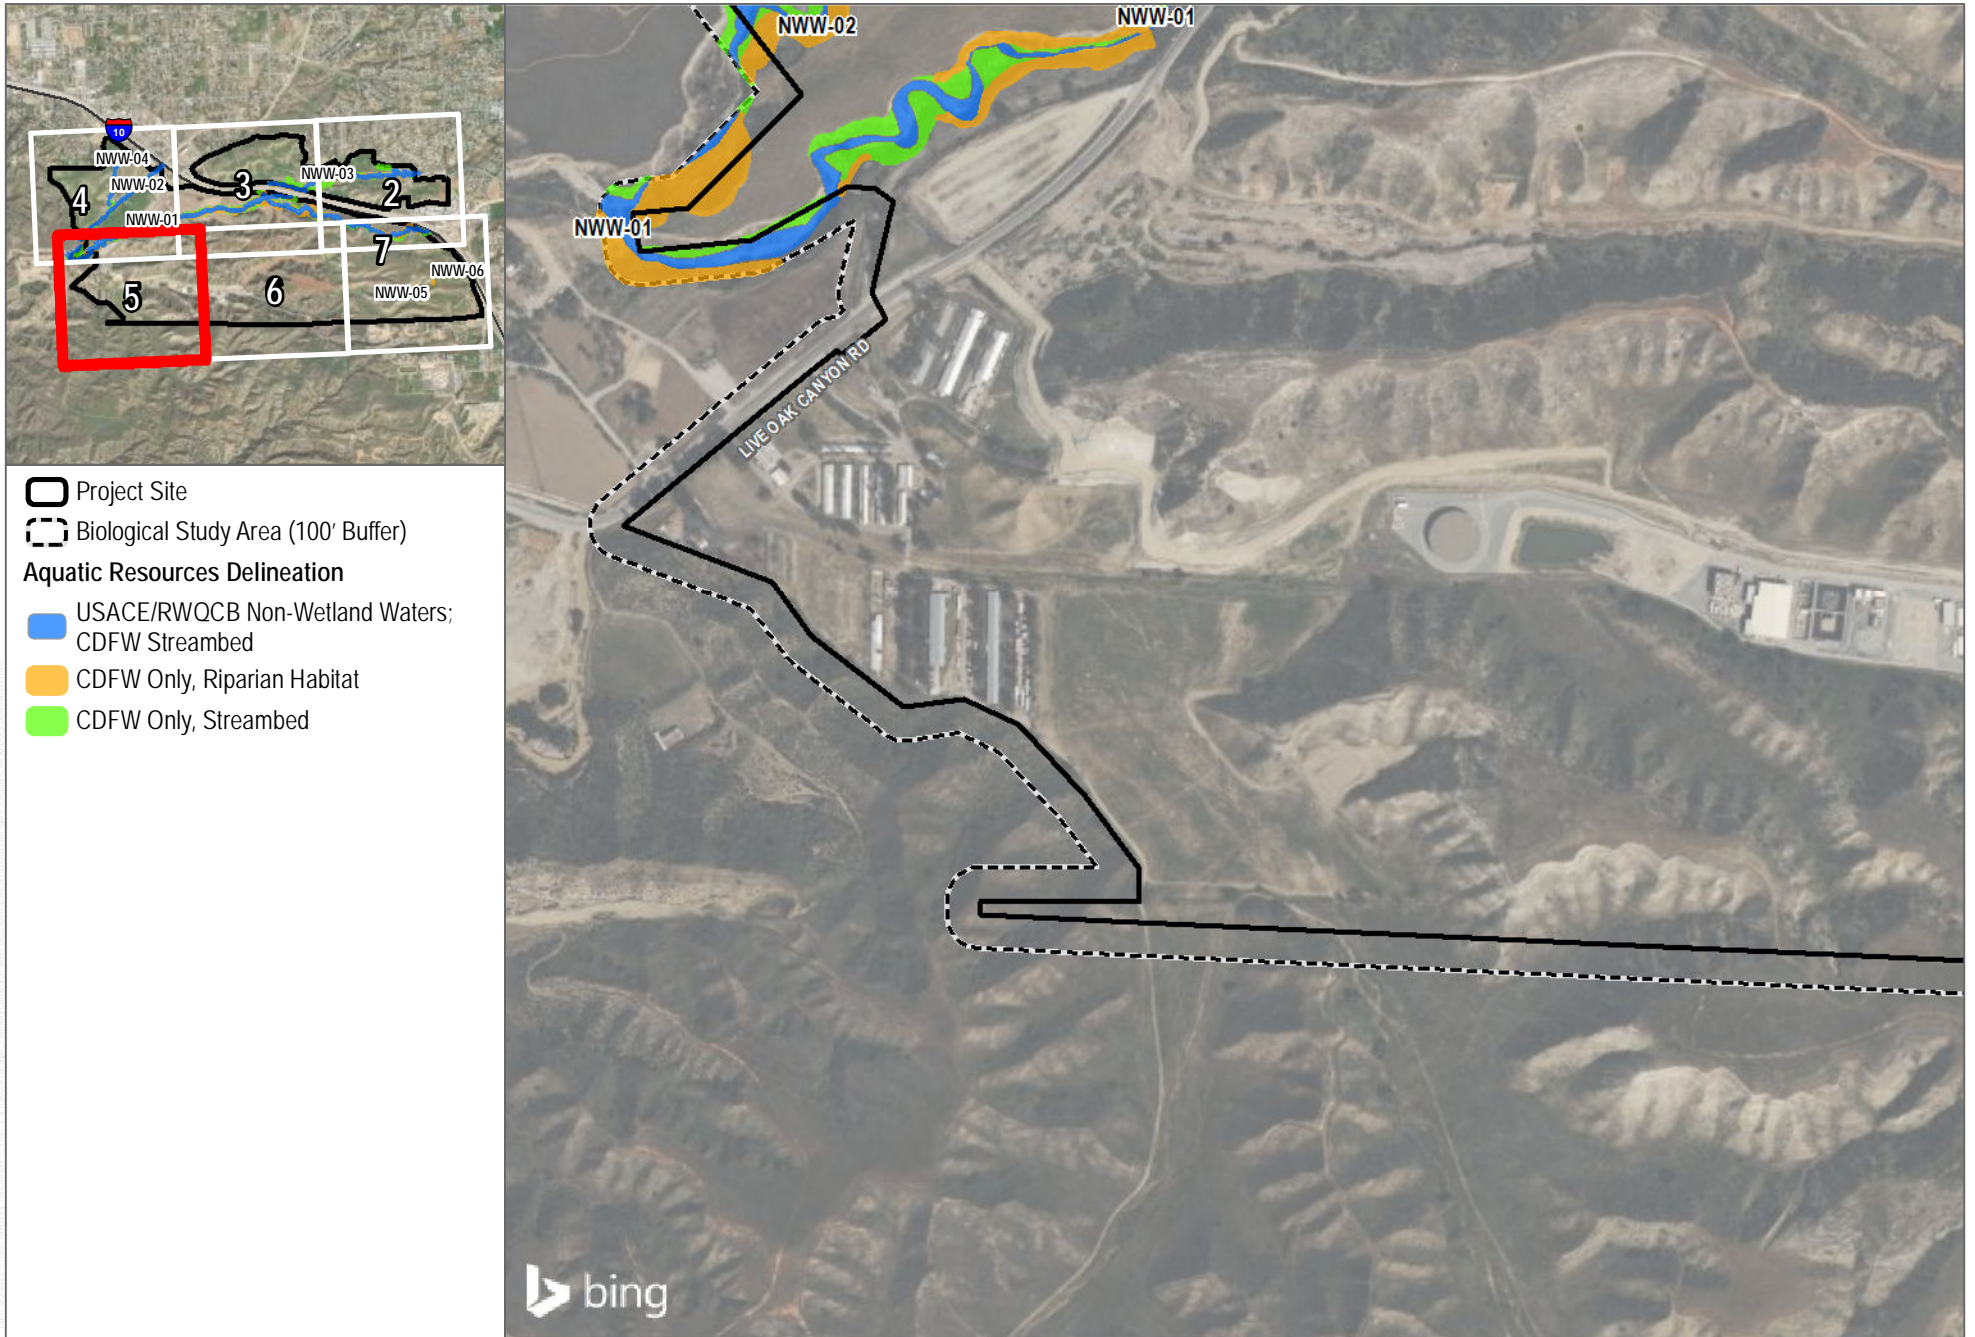 10
NWW-04
NWW-02
NWW-03
NWW-01
NWW-06
NWW-05
4
3
2
7
5
6
Project Site
Biological Study Area (100' Buffer)
Aquatic Resources Delineation
USACE/RWQCB Non-Wetland Waters;
CDFW Streambed
CDFW Only, Riparian Habitat
CDFW Only, Streambed
NWW-02
NWW-01
NWW-01
LIVE OAK CANYON RD
bing